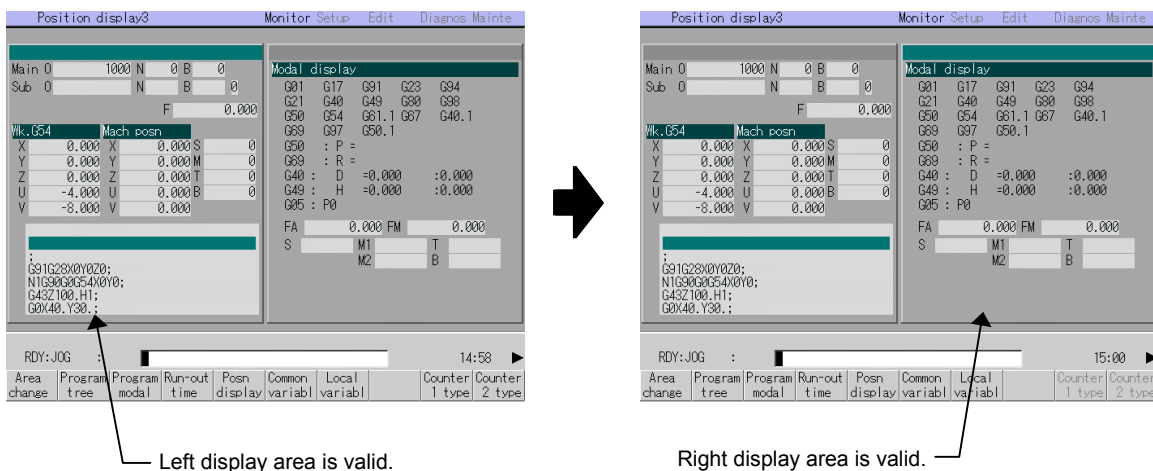 Position display3 Monitor Setup Edit Diagnos Mainte
Main O 1000 N 0 B 0
Sub O N B 0
F 0.000
Wk.G54 Mach posn
X 0.000 X 0.000 S 0
Y 0.000 Y 0.000 M 0
Z 0.000 Z 0.000 T 0
U -4.000 U 0.000 B 0
V -8.000 V 0.000
;
G91G28X0Y0Z0;
N1G90G0G54X0Y0;
G43Z100.H1;
G0X40.Y30.;
Modal display
G01 G17 G91 G23 G94
G21 G40 G49 G80 G98
G50 G54 G61.1 G67 G40.1
G69 G97 G50.1
G50 : P =
G69 : R =
G40 : D =0.000 :0.000
G49 : H =0.000 :0.000
G05 : P0
FA 0.000 FM 0.000
S M1 T
M2 B
RDY:JOG : 14:58
Area change Program tree Program modal Run-out time Posn display Common variabl Local variabl Counter 1 type Counter 2 type
Left display area is valid.
Position display3 Monitor Setup Edit Diagnos Mainte
Main O 1000 N 0 B 0
Sub O N B 0
F 0.000
Wk.G54 Mach posn
X 0.000 X 0.000 S 0
Y 0.000 Y 0.000 M 0
Z 0.000 Z 0.000 T 0
U -4.000 U 0.000 B 0
V -8.000 V 0.000
;
G91G28X0Y0Z0;
N1G90G0G54X0Y0;
G43Z100.H1;
G0X40.Y30.;
Modal display
G01 G17 G91 G23 G94
G21 G40 G49 G80 G98
G50 G54 G61.1 G67 G40.1
G69 G97 G50.1
G50 : P =
G69 : R =
G40 : D =0.000 :0.000
G49 : H =0.000 :0.000
G05 : P0
FA 0.000 FM 0.000
S M1 T
M2 B
RDY:JOG : 15:00
Area change Program tree Program modal Run-out time Posn display Common variabl Local variabl Counter 1 type Counter 2 type
Right display area is valid.